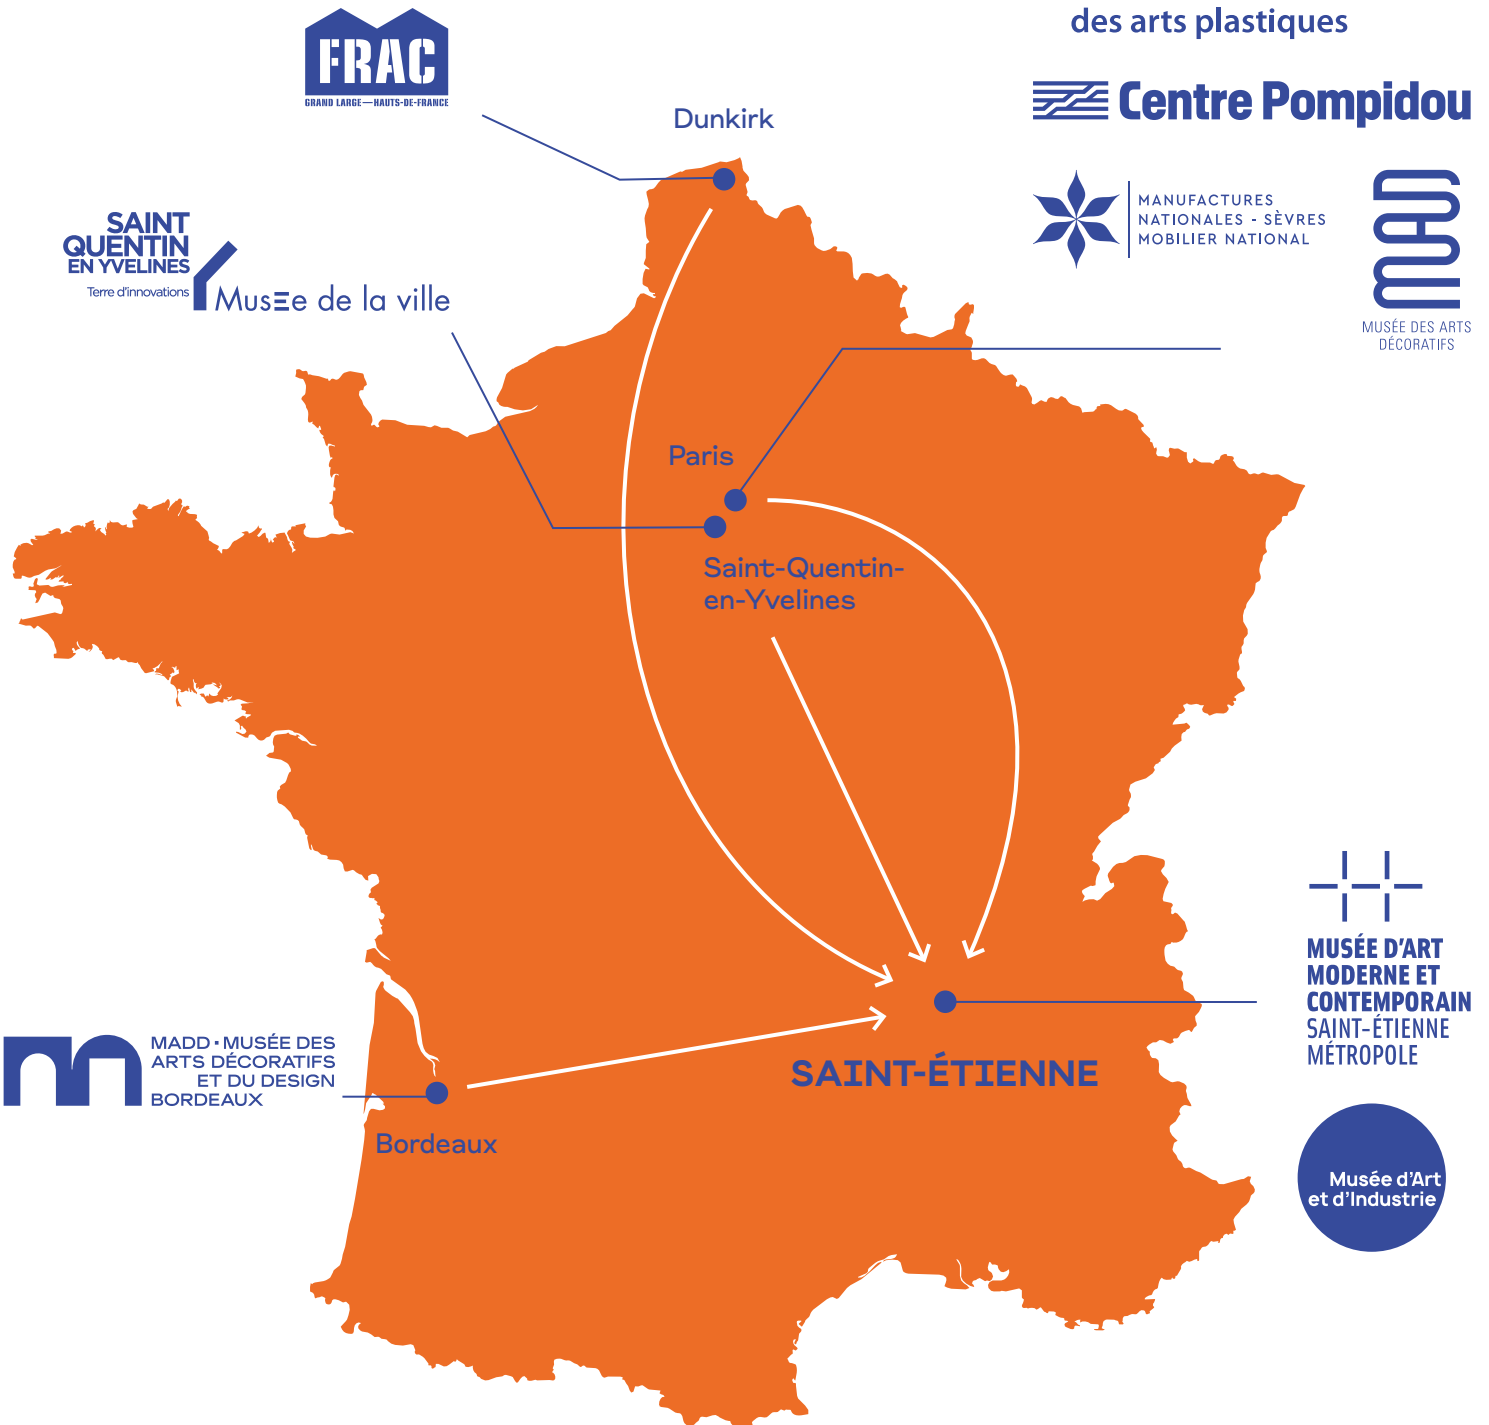 des arts plastiques
FRAC
GRAND LARGE—HAUTS-DE-FRANCE
Centre Pompidou
Dunkirk
MANUFACTURES
NATIONALES - SÈVRES
MOBILIER NATIONAL
MAD
MUSÉE DES ARTS
DÉCORATIFS
SAINT
QUENTIN
EN YVELINES
Terre d'innovations
MusΞe de la ville
Paris
Saint-Quentin-
en-Yvelines
MUSÉE D'ART
MODERNE ET
CONTEMPORAIN
SAINT-ÉTIENNE
MÉTROPOLE
MADD · MUSÉE DES
ARTS DÉCORATIFS
ET DU DESIGN
BORDEAUX
SAINT-ÉTIENNE
Bordeaux
Musée d'Art
et d'Industrie